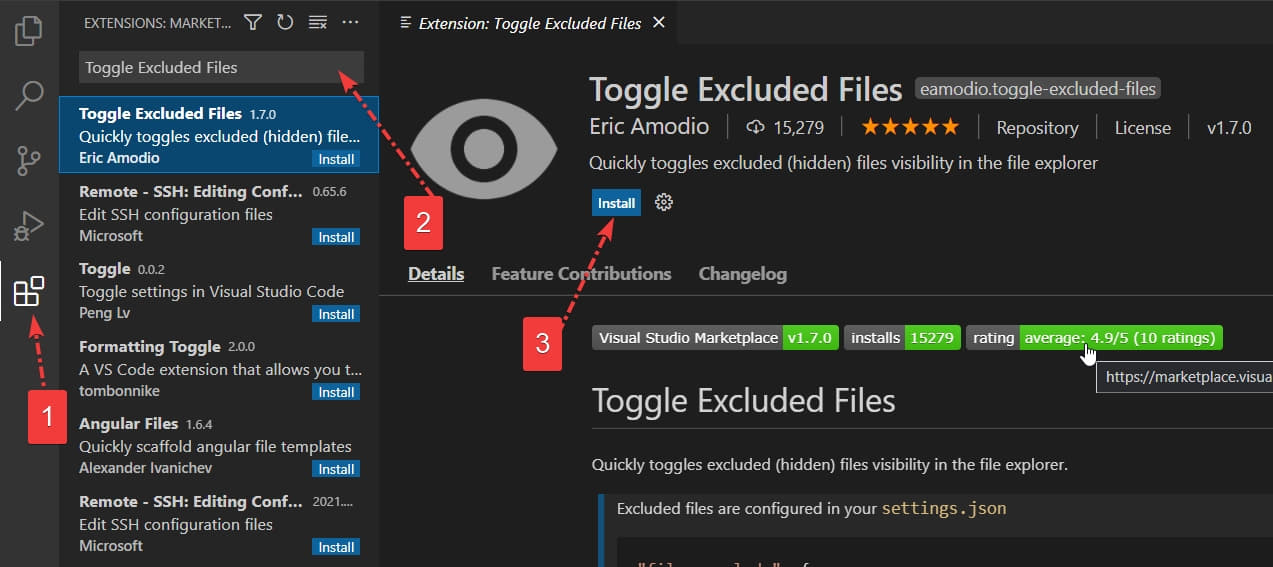 EXTENSIONS: MARKET...
Toggle Excluded Files
Toggle Excluded Files 1.7.0
Quickly toggles excluded (hidden) file...
Eric Amodio Install
Remote - SSH: Editing Conf... 0.65.6
Edit SSH configuration files
Microsoft Install
Toggle 0.0.2
Toggle settings in Visual Studio Code
Peng Lv Install
Formatting Toggle 2.0.0
A VS Code extension that allows you t...
tombonnike Install
Angular Files 1.6.4
Quickly scaffold angular file templates
Alexander Ivanichev Install
Remote - SSH: Editing Conf... 2021....
Edit SSH configuration files
Microsoft Install
1
2
3
Extension: Toggle Excluded Files
Toggle Excluded Files eamodio.toggle-excluded-files
Eric Amodio 15,279 Repository License v1.7.0
Quickly toggles excluded (hidden) files visibility in the file explorer
Install
Details Feature Contributions Changelog
Visual Studio Marketplace v1.7.0 installs 15279 rating average: 4.9/5 (10 ratings)
https://marketplace.visua
Toggle Excluded Files
Quickly toggles excluded (hidden) files visibility in the file explorer.
Excluded files are configured in your settings.json